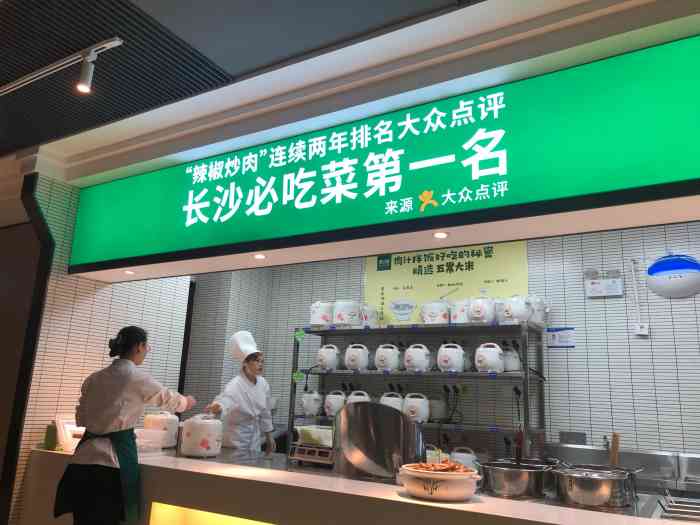 “辣椒炒肉”连续两年排名大众点评
长沙必吃菜第一名
来源 大众点评
肉汁拌饭好吃的秘密
精选五常大米